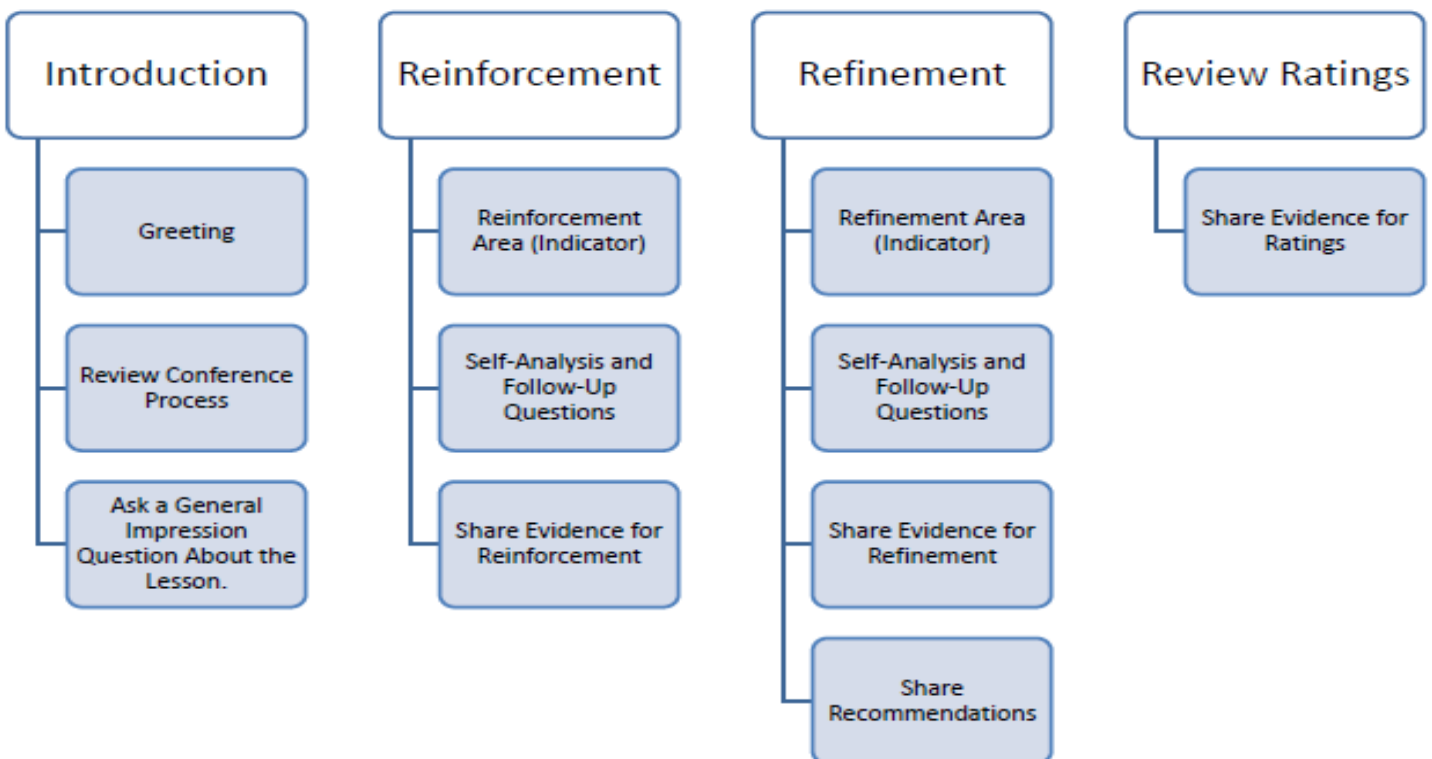 Introduction
Greeting
Review Conference
Process
Ask a General
Impression
Question About the
Lesson.
Reinforcement
Reinforcement
Area (Indicator)
Self-Analysis and
Follow-Up
Questions
Share Evidence for
Reinforcement
Refinement
Refinement Area
(Indicator)
Self-Analysis and
Follow-Up
Questions
Share Evidence for
Refinement
Share
Recommendations
Review Ratings
Share Evidence for
Ratings